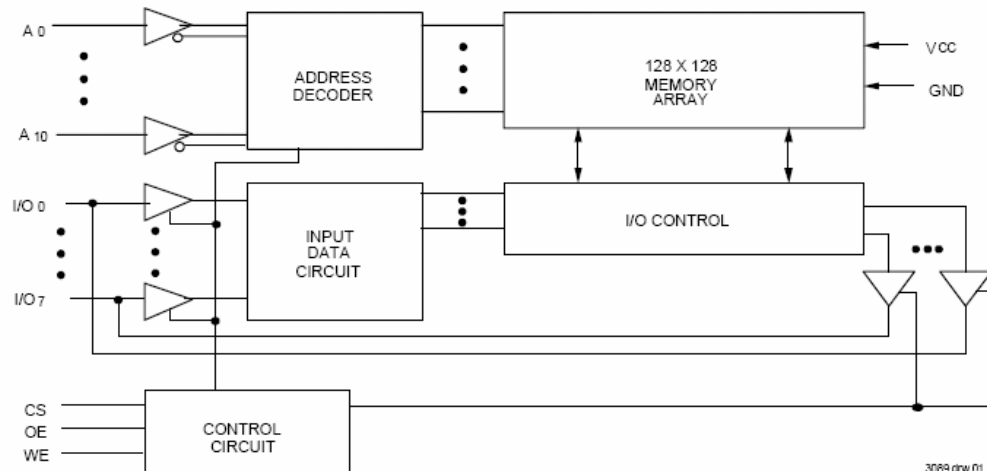 A 0
ADDRESS
DECODER
128 X 128
MEMORY
ARRAY
VCC
GND
A 10
I/O 0
INPUT
DATA
CIRCUIT
I/O CONTROL
I/O 7
CS
OE
WE
CONTROL
CIRCUIT
3089 drw 01